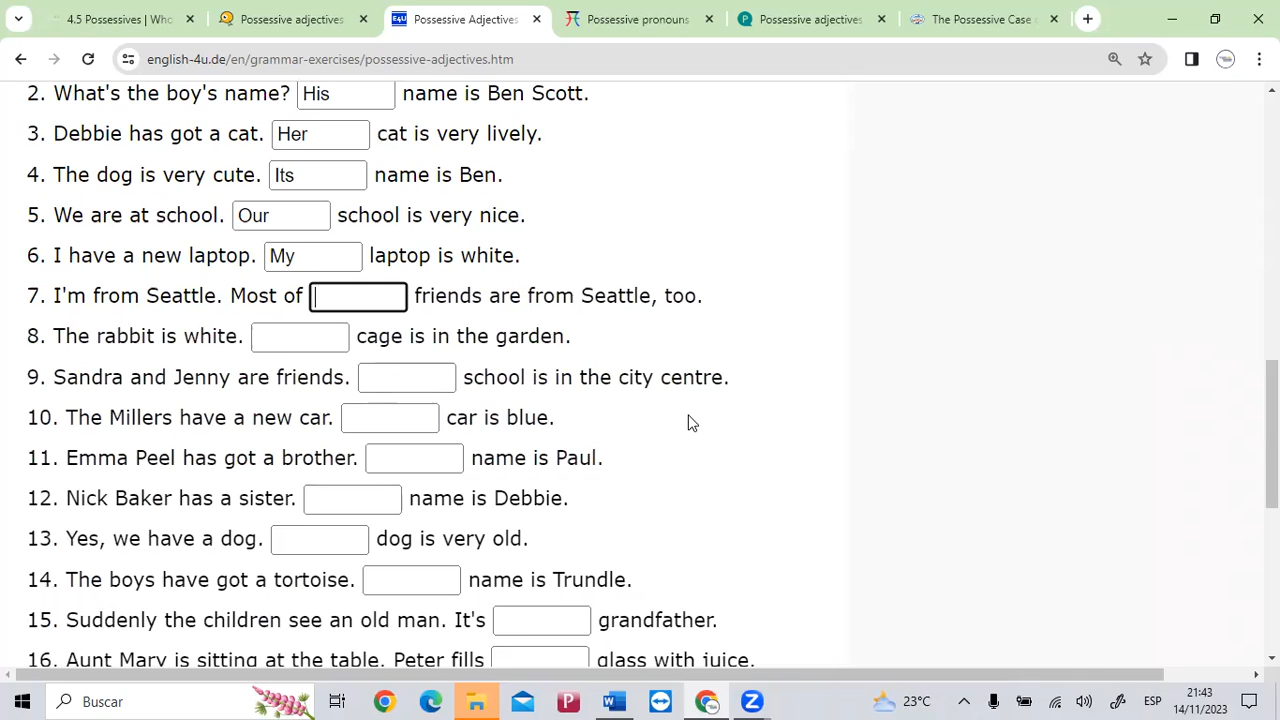 4.5 Possessives | Who
Possessive adjectives
E4U Possessive Adjectives
Possessive pronouns
P Possessive adjectives
The Possessive Case o
english-4u.de/en/grammar-exercises/possessive-adjectives.htm
2. What's the boy's name? His name is Ben Scott.
3. Debbie has got a cat. Her cat is very lively.
4. The dog is very cute. Its name is Ben.
5. We are at school. Our school is very nice.
6. I have a new laptop. My laptop is white.
7. I'm from Seattle. Most of friends are from Seattle, too.
8. The rabbit is white. cage is in the garden.
9. Sandra and Jenny are friends. school is in the city centre.
10. The Millers have a new car. car is blue.
11. Emma Peel has got a brother. name is Paul.
12. Nick Baker has a sister. name is Debbie.
13. Yes, we have a dog. dog is very old.
14. The boys have got a tortoise. name is Trundle.
15. Suddenly the children see an old man. It's grandfather.
16. Aunt Mary is sitting at the table. Peter fills glass with juice.
Buscar
23°C
ESP
21:43
14/11/2023